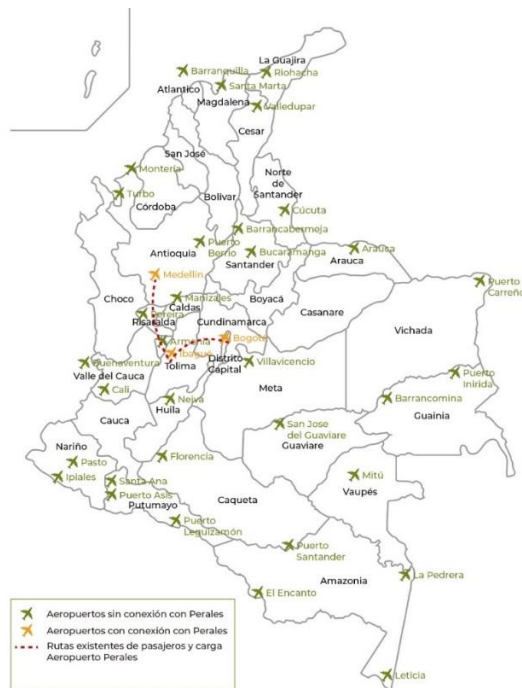 La Guajira
Barranquilla
Riohacha
Santa Marta
Atlantico
Magdalena
Valledupar
Cesar
San José
Montería
Norte
de
Santander
Turbo
Córdoba
Bolivar
Cúcuta
Barrancabermeja
Antioquia
Puerto
Berrio
Bucaramanga
Arauca
Santander
Arauca
Medellín
Puerto
Carreño
Choco
Manizales
Caldas
Boyacá
Casanare
Pereira
Risaralda
Cundinamarca
Vichada
Armenia
Bogotá
Ibagué
Distrito
Capital
Tolima
Buenaventura
Villavicencio
Valle del Cauca
Meta
Puerto
Inirida
Cali
Neiva
Barrancomina
Huila
Guainia
Cauca
San Jose
del Guaviare
Nariño
Guaviare
Pasto
Florencia
Ipiales
Santa Ana
Mitú
Puerto Asis
Vaupés
Putumayo
Caqueta
Puerto
Leguizamón
Puerto
Santander
La Pedrera
Amazonia
El Encanto
Leticia
Aeropuertos sin conexión con Perales
Aeropuertos con conexión con Perales
Rutas existentes de pasajeros y carga
Aeropuerto Perales